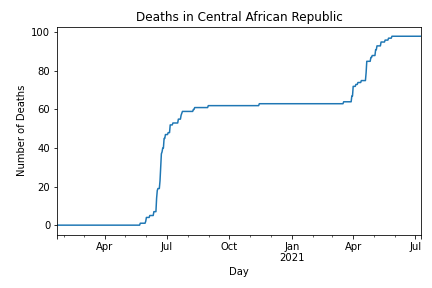 Deaths in Central African Republic
100
80
60
40
20
0
Number of Deaths
Apr
Jul
Oct
Jan
2021
Apr
Jul
Day